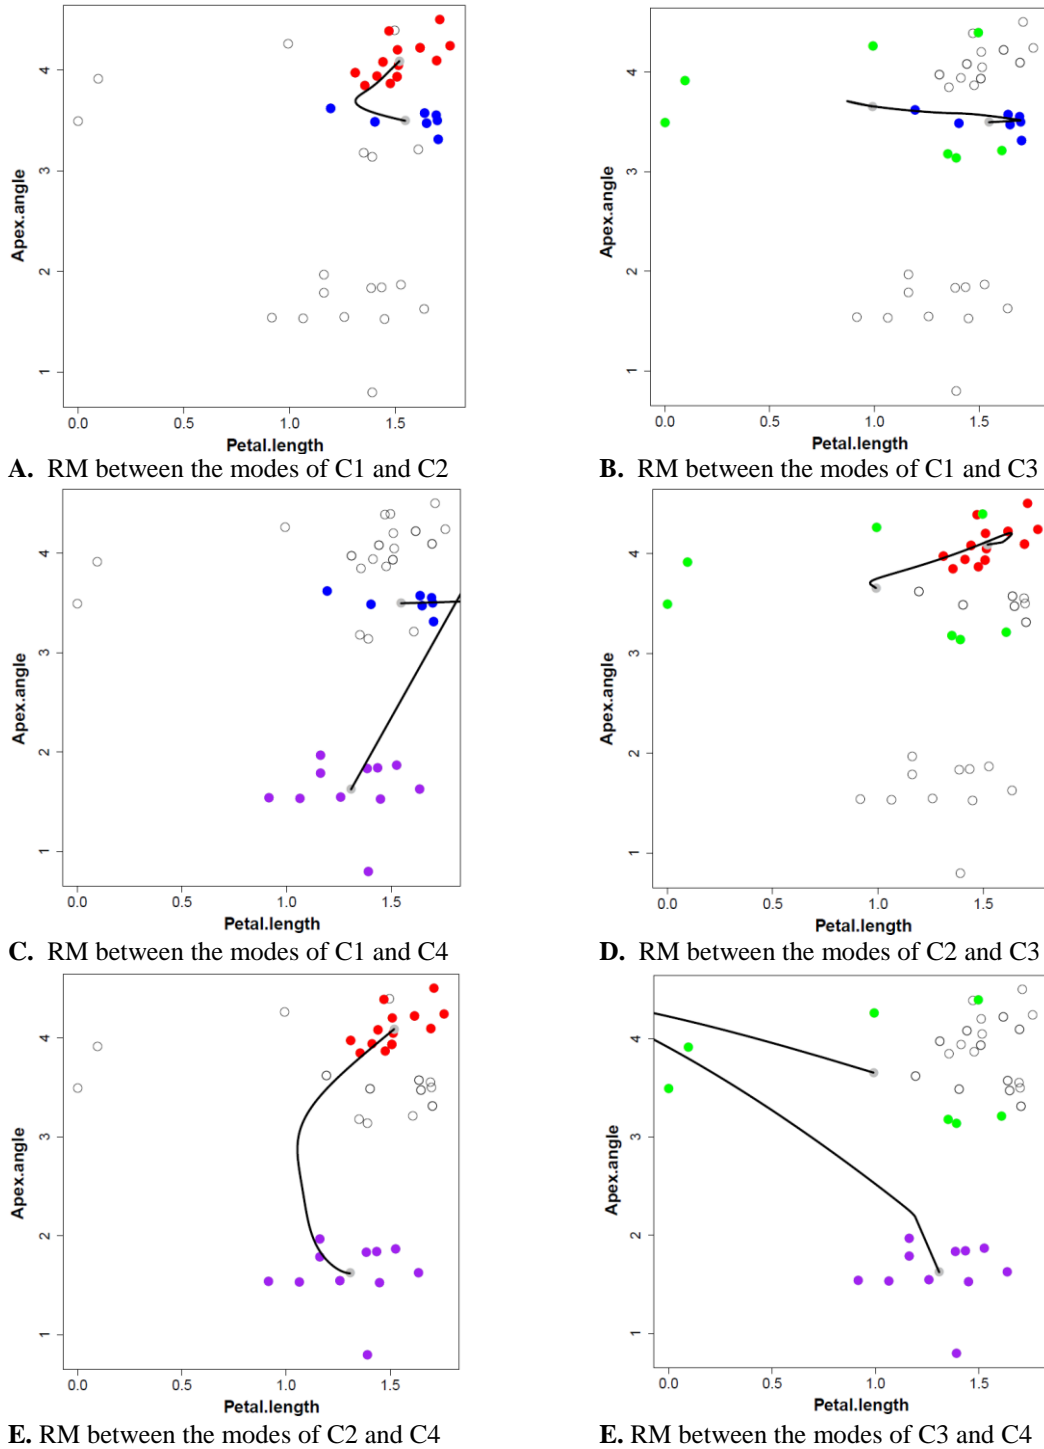 4
3
2
1
Apex.angle
0.0 0.5 1.0 1.5
Petal.length
A. RM between the modes of C1 and C2
4
3
2
1
Apex.angle
0.0 0.5 1.0 1.5
Petal.length
B. RM between the modes of C1 and C3
4
3
2
1
Apex.angle
0.0 0.5 1.0 1.5
Petal.length
C. RM between the modes of C1 and C4
4
3
2
1
Apex.angle
0.0 0.5 1.0 1.5
Petal.length
D. RM between the modes of C2 and C3
4
3
2
1
Apex.angle
0.0 0.5 1.0 1.5
Petal.length
E. RM between the modes of C2 and C4
4
3
2
1
Apex.angle
0.0 0.5 1.0 1.5
Petal.length
E. RM between the modes of C3 and C4